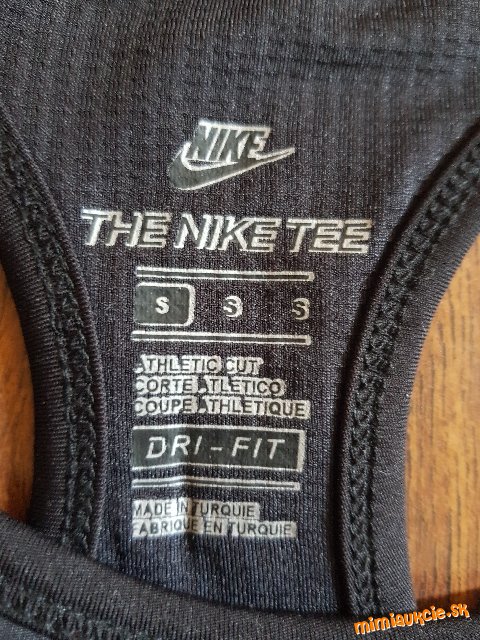 NIKE
THE NIKE TEE
S S S
ATHLETIC CUT
CORTE ATLETICO
COUPE ATHLETIQUE
DRI-FIT
MADE IN TURQUIE
FABRIQUE EN TURQUIE
mimiaukcie.sk